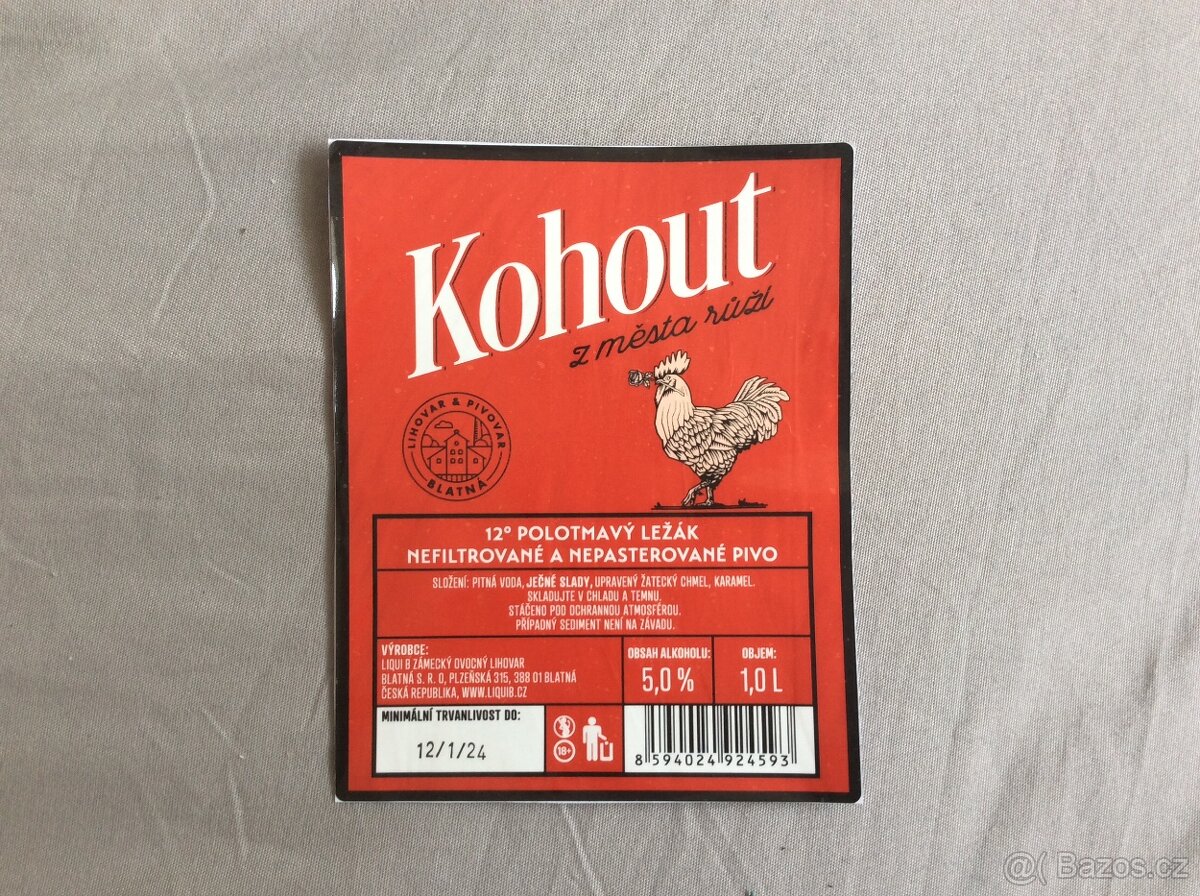 Kohout
z města růží
LIHOVAR & PIVOVAR
BLATNÁ
12° POLOTMAVÝ LEŽÁK
NEFILTROVANÉ A NEPASTEROVANÉ PIVO
SLOŽENÍ: PITNÁ VODA, JEČNÉ SLADY, UPRAVENÝ ŽATECKÝ CHMEL, KARAMEL.
SKLADUJTE V CHLADU A TEMNU.
STÁČENO POD OCHRANNOU ATMOSFÉROU.
PŘÍPADNÝ SEDIMENT NENÍ NA ZÁVADU.
VÝROBCE:
LIQUI B ZÁMECKÝ OVOCNÝ LIHOVAR
BLATNÁ S. R. O, PLZEŇSKÁ 315, 388 01 BLATNÁ
ČESKÁ REPUBLIKA, WWW.LIQUIB.CZ
OBSAH ALKOHOLU:
5,0 %
OBJEM:
1,0 L
MINIMÁLNÍ TRVANLIVOST DO:
12/1/24
18+
8 594024 924593
@( Bazos.cz